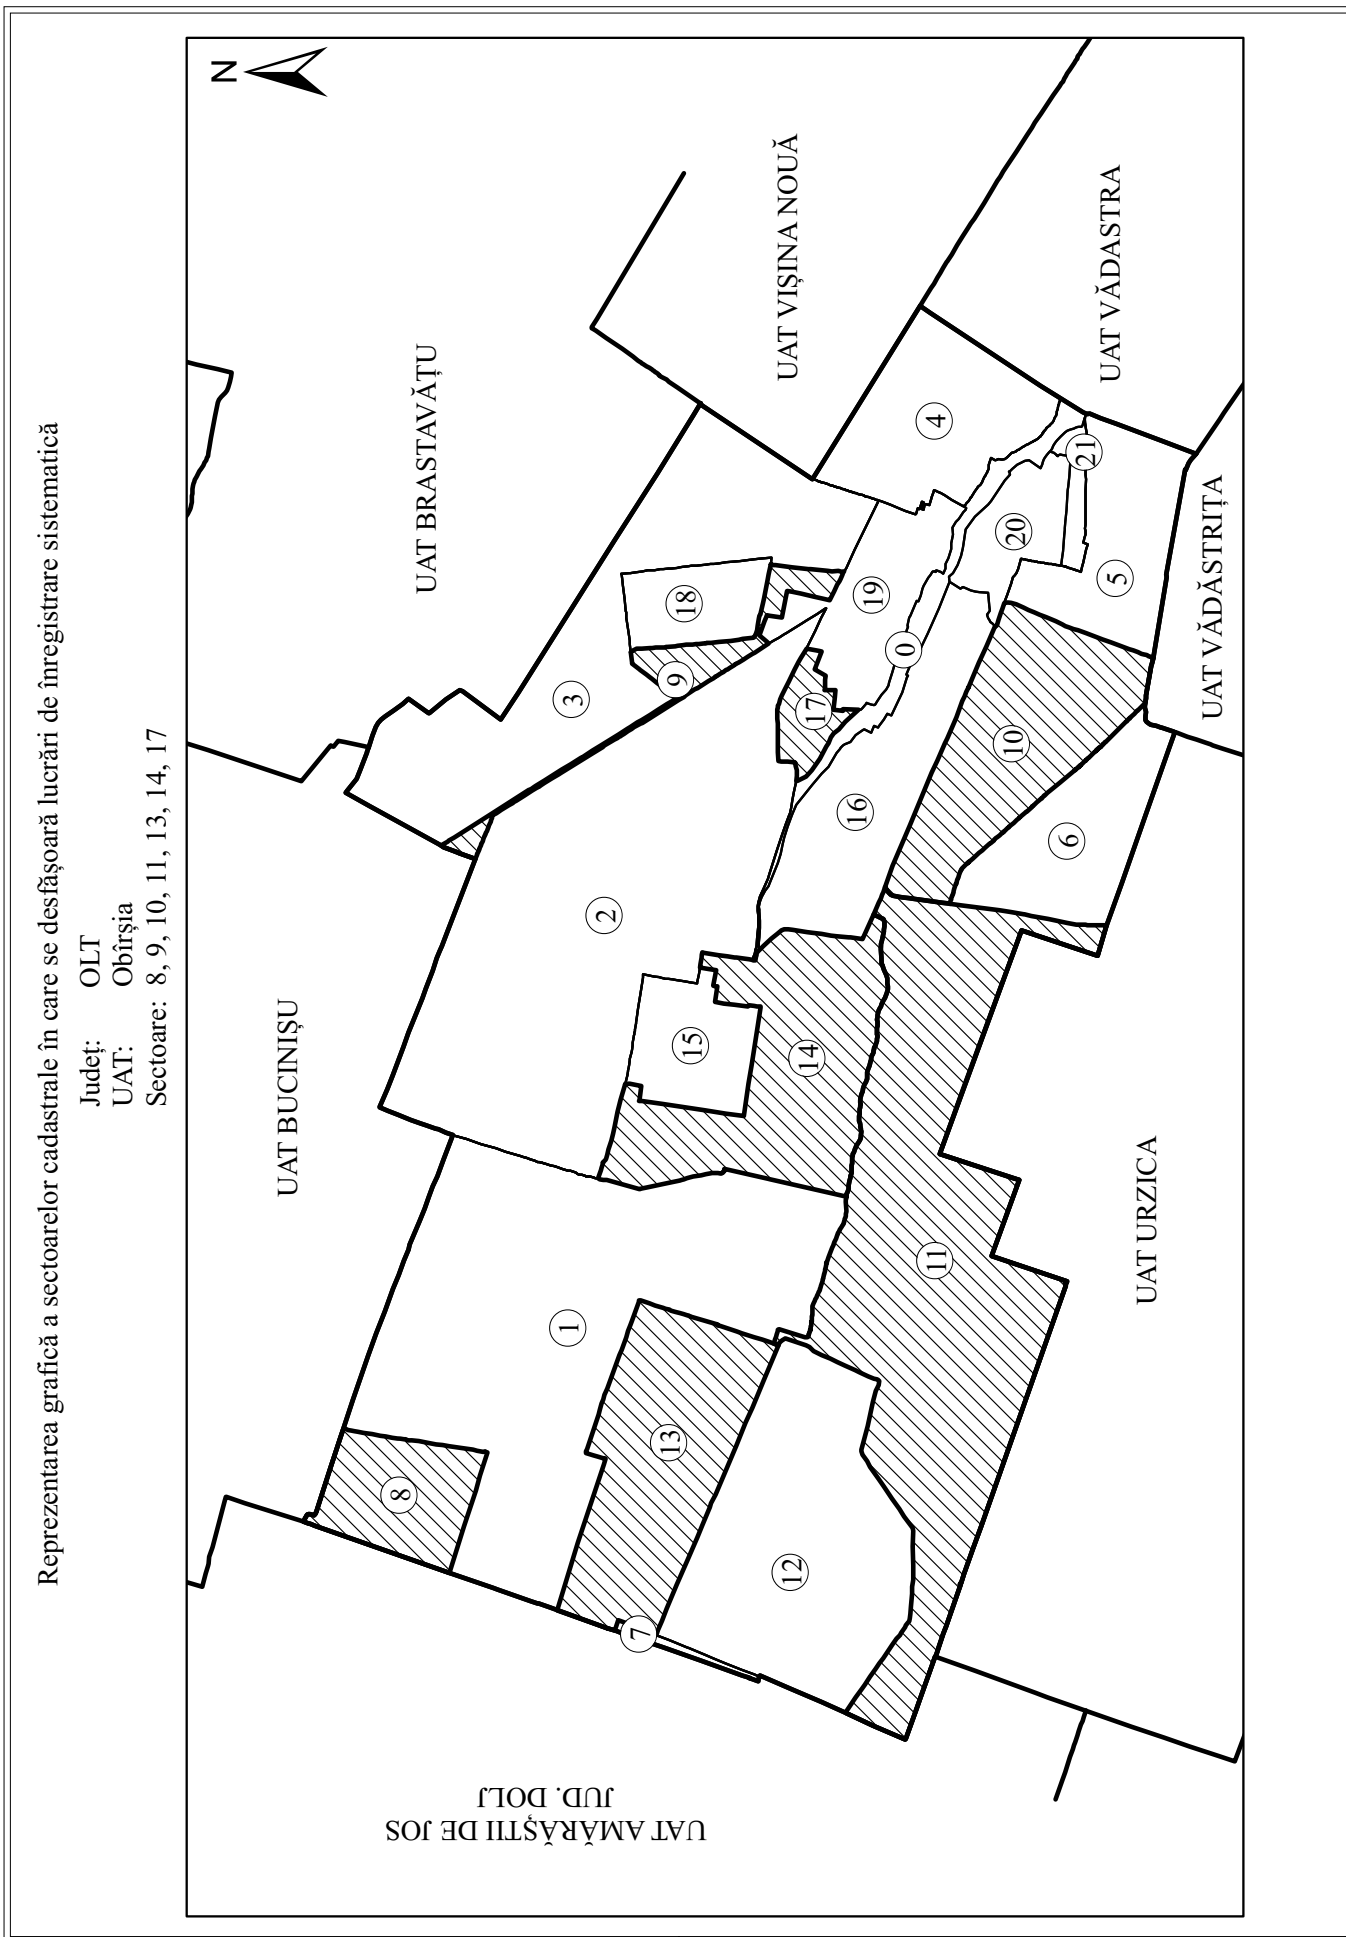 Reprezentarea grafică a sectoarelor cadastrale în care se desfășoară lucrări de înregistrare sistematică
Județ: OLT
UAT: Obîrșia
Sectoare: 8, 9, 10, 11, 13, 14, 17
N
UAT BUCINIȘU
UAT BRASTAVĂȚU
UAT VIȘINA NOUĂ
UAT VĂDASTRA
UAT VĂDĂSTRIȚA
UAT URZICA
UAT AMĂRĂȘTII DE JOS
JUD. DOLJ
8
1
3
2
9
18
13
7
15
17
12
14
16
19
0
4
11
10
20
6
21
5